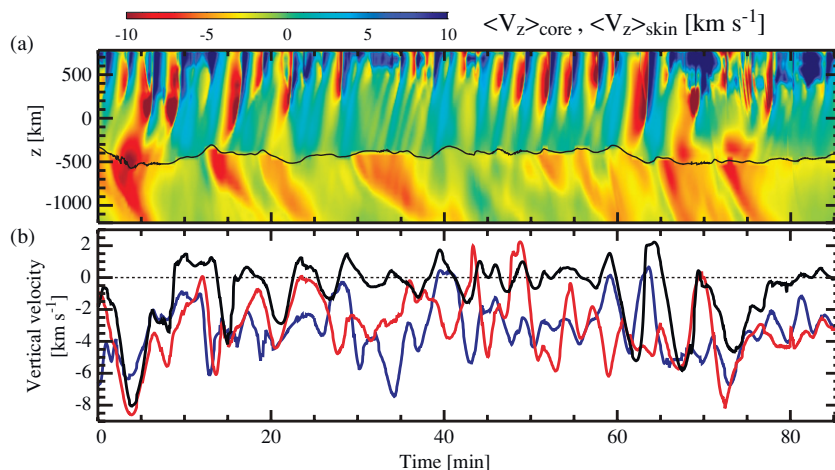 <V_z>_core , <V_z>_skin [km s⁻¹]
-10 -5 0 5 10
(a)
z [km]
500
0
-500
-1000
(b)
Vertical velocity
[km s⁻¹]
2
0
-2
-4
-6
-8
0 20 40 60 80
Time [min]